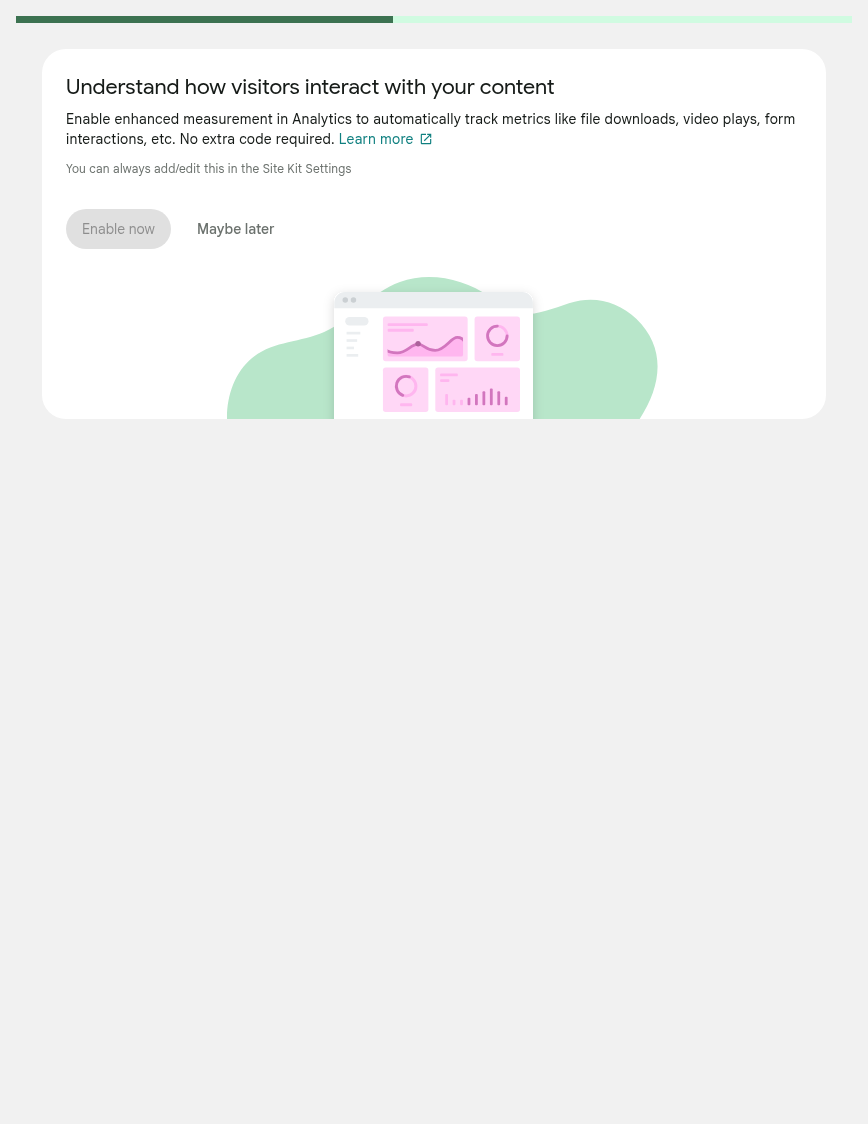 Understand how visitors interact with your content
Enable enhanced measurement in Analytics to automatically track metrics like file downloads, video plays, form
interactions, etc. No extra code required. Learn more
You can always add/edit this in the Site Kit Settings
Enable now Maybe later